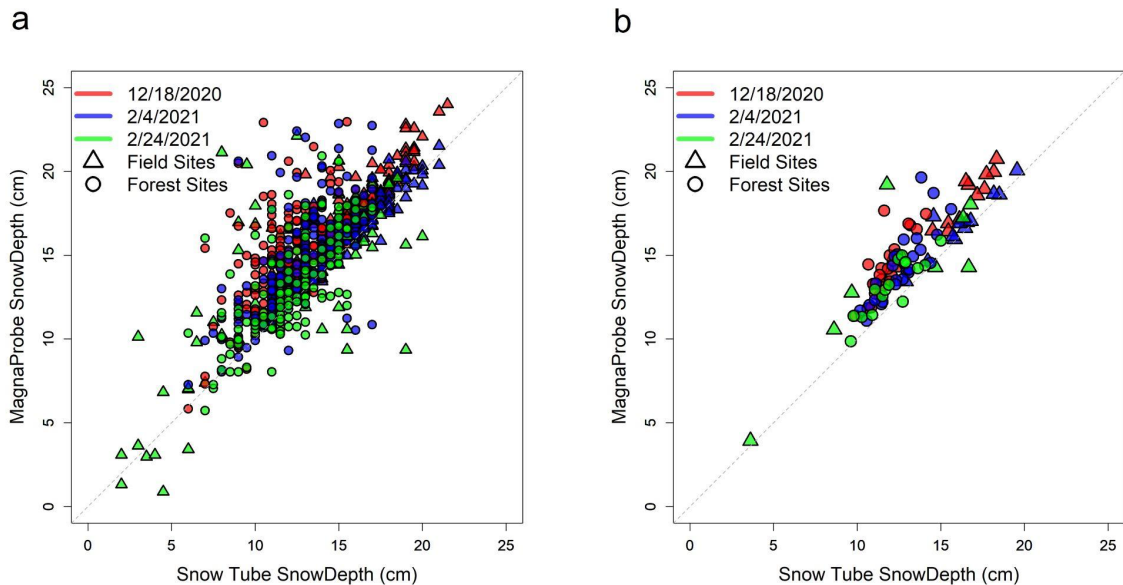 a
25
20
15
10
5
0
MagnaProbe SnowDepth (cm)
12/18/2020
2/4/2021
2/24/2021
Field Sites
Forest Sites
0 5 10 15 20 25
Snow Tube SnowDepth (cm)
b
25
20
15
10
5
0
MagnaProbe SnowDepth (cm)
12/18/2020
2/4/2021
2/24/2021
Field Sites
Forest Sites
0 5 10 15 20 25
Snow Tube SnowDepth (cm)